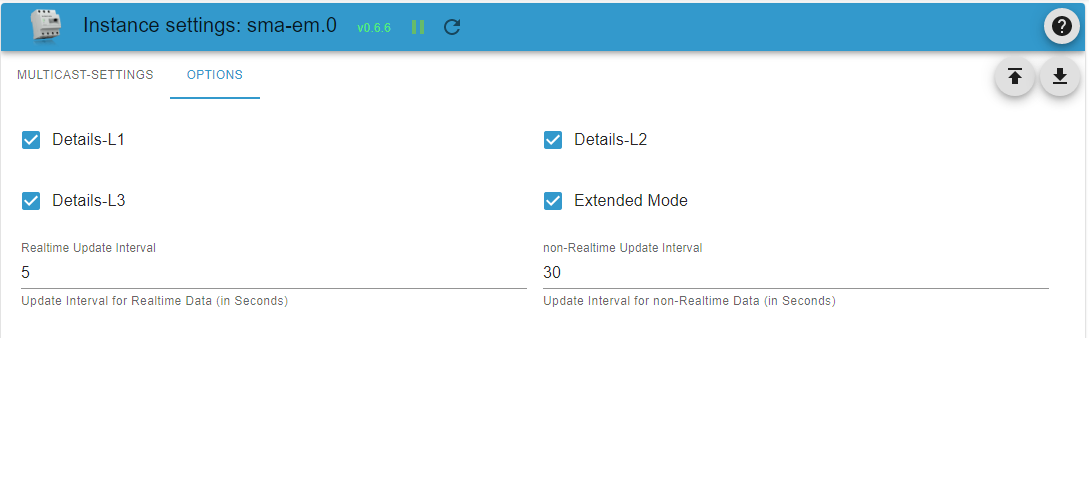 Instance settings: sma-em.0 v0.6.6
MULTICAST-SETTINGS OPTIONS
Details-L1 Details-L2
Details-L3 Extended Mode
Realtime Update Interval non-Realtime Update Interval
5 30
Update Interval for Realtime Data (in Seconds) Update Interval for non-Realtime Data (in Seconds)